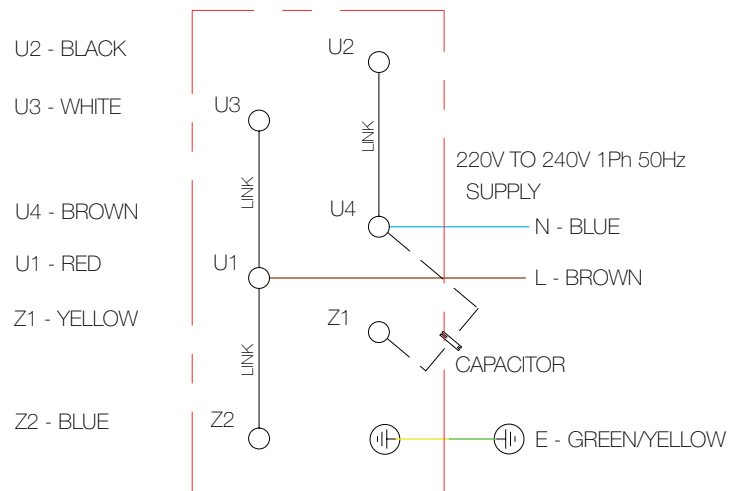 U2 - BLACK
U3 - WHITE
U4 - BROWN
U1 - RED
Z1 - YELLOW
Z2 - BLUE
U2
U3
LINK
LINK
U4
U1
Z1
LINK
Z2
220V TO 240V 1Ph 50Hz
SUPPLY
N - BLUE
L - BROWN
CAPACITOR
E - GREEN/YELLOW